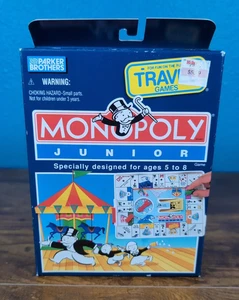 PARKER
BROTHERS
WARNING:
CHOKING HAZARD-Small parts.
Not for children under 3 years.
TRAVEL
GAMES
MONOPOLY
JUNIOR
Game
Specially designed for ages 5 to 8